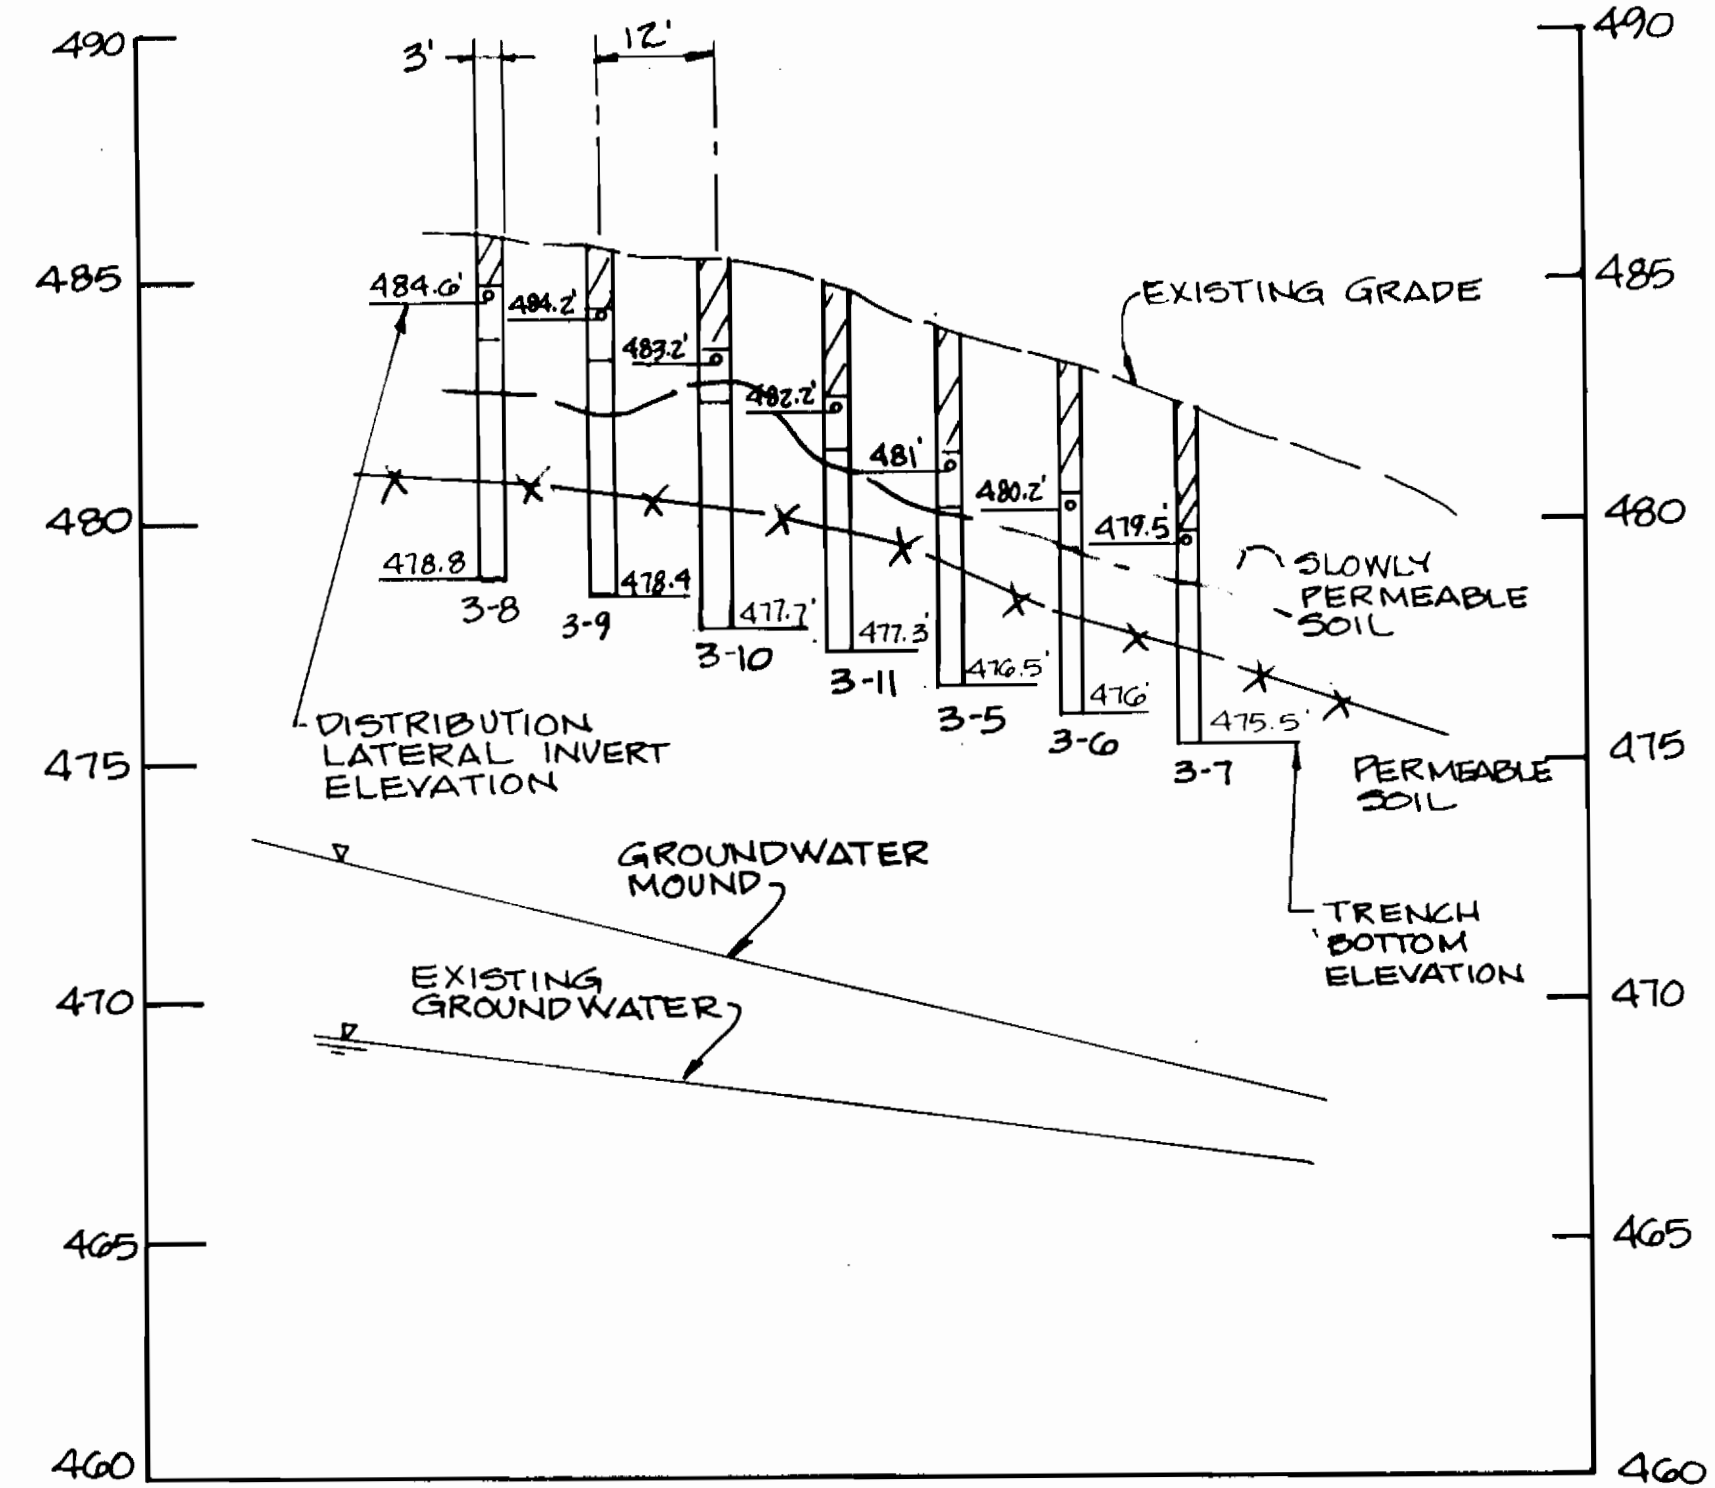 490
490
3'
12'
485
485
EXISTING GRADE
484.6'
484.2'
483.2'
482.2'
481'
480.2'
479.5'
480
480
SLOWLY
PERMEABLE
SOIL
478.8
478.4
477.7'
477.3'
476.5'
476'
475.5'
3-8
3-9
3-10
3-11
3-5
3-6
3-7
DISTRIBUTION
LATERAL INVERT
ELEVATION
475
475
PERMEABLE
SOIL
GROUNDWATER
MOUND
TRENCH
BOTTOM
ELEVATION
EXISTING
GROUNDWATER
470
470
465
465
460
460